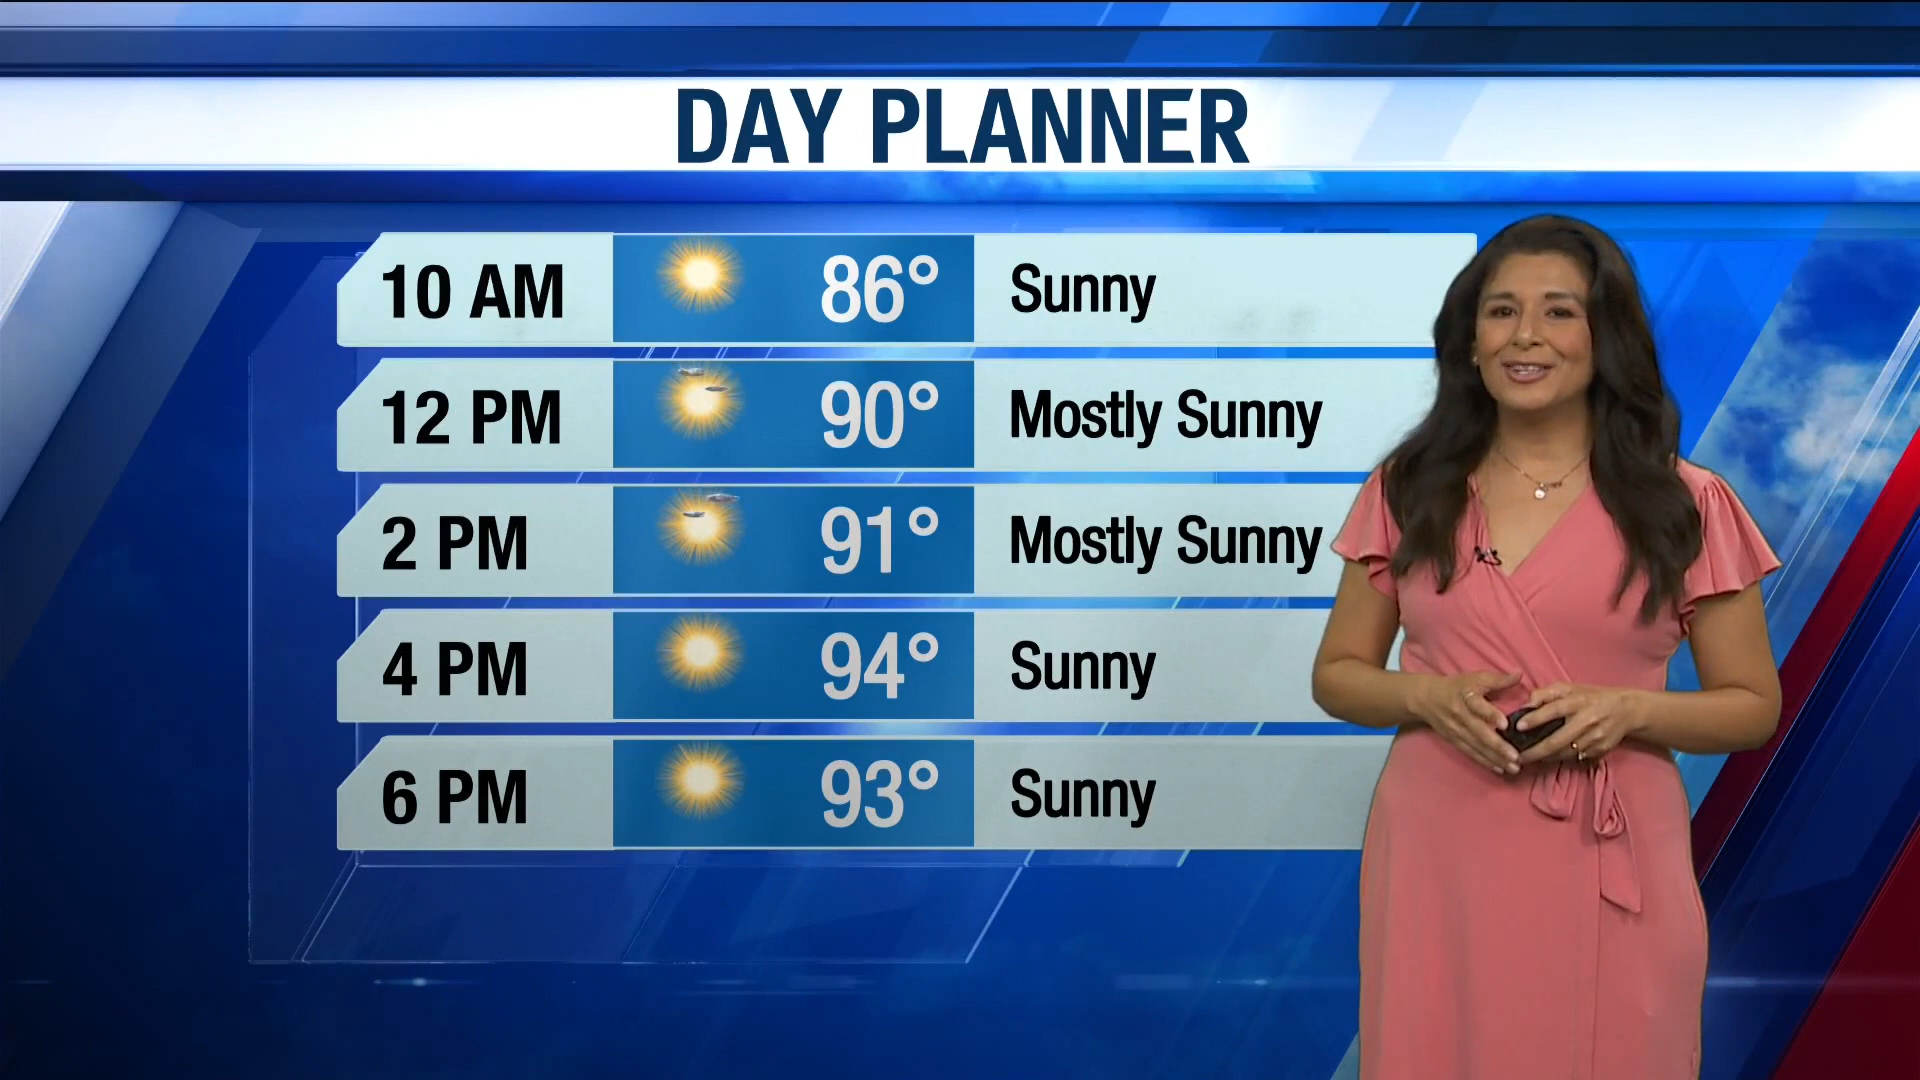 DAY PLANNER
10 AM 86° Sunny
12 PM 90° Mostly Sunny
2 PM 91° Mostly Sunny
4 PM 94° Sunny
6 PM 93° Sunny